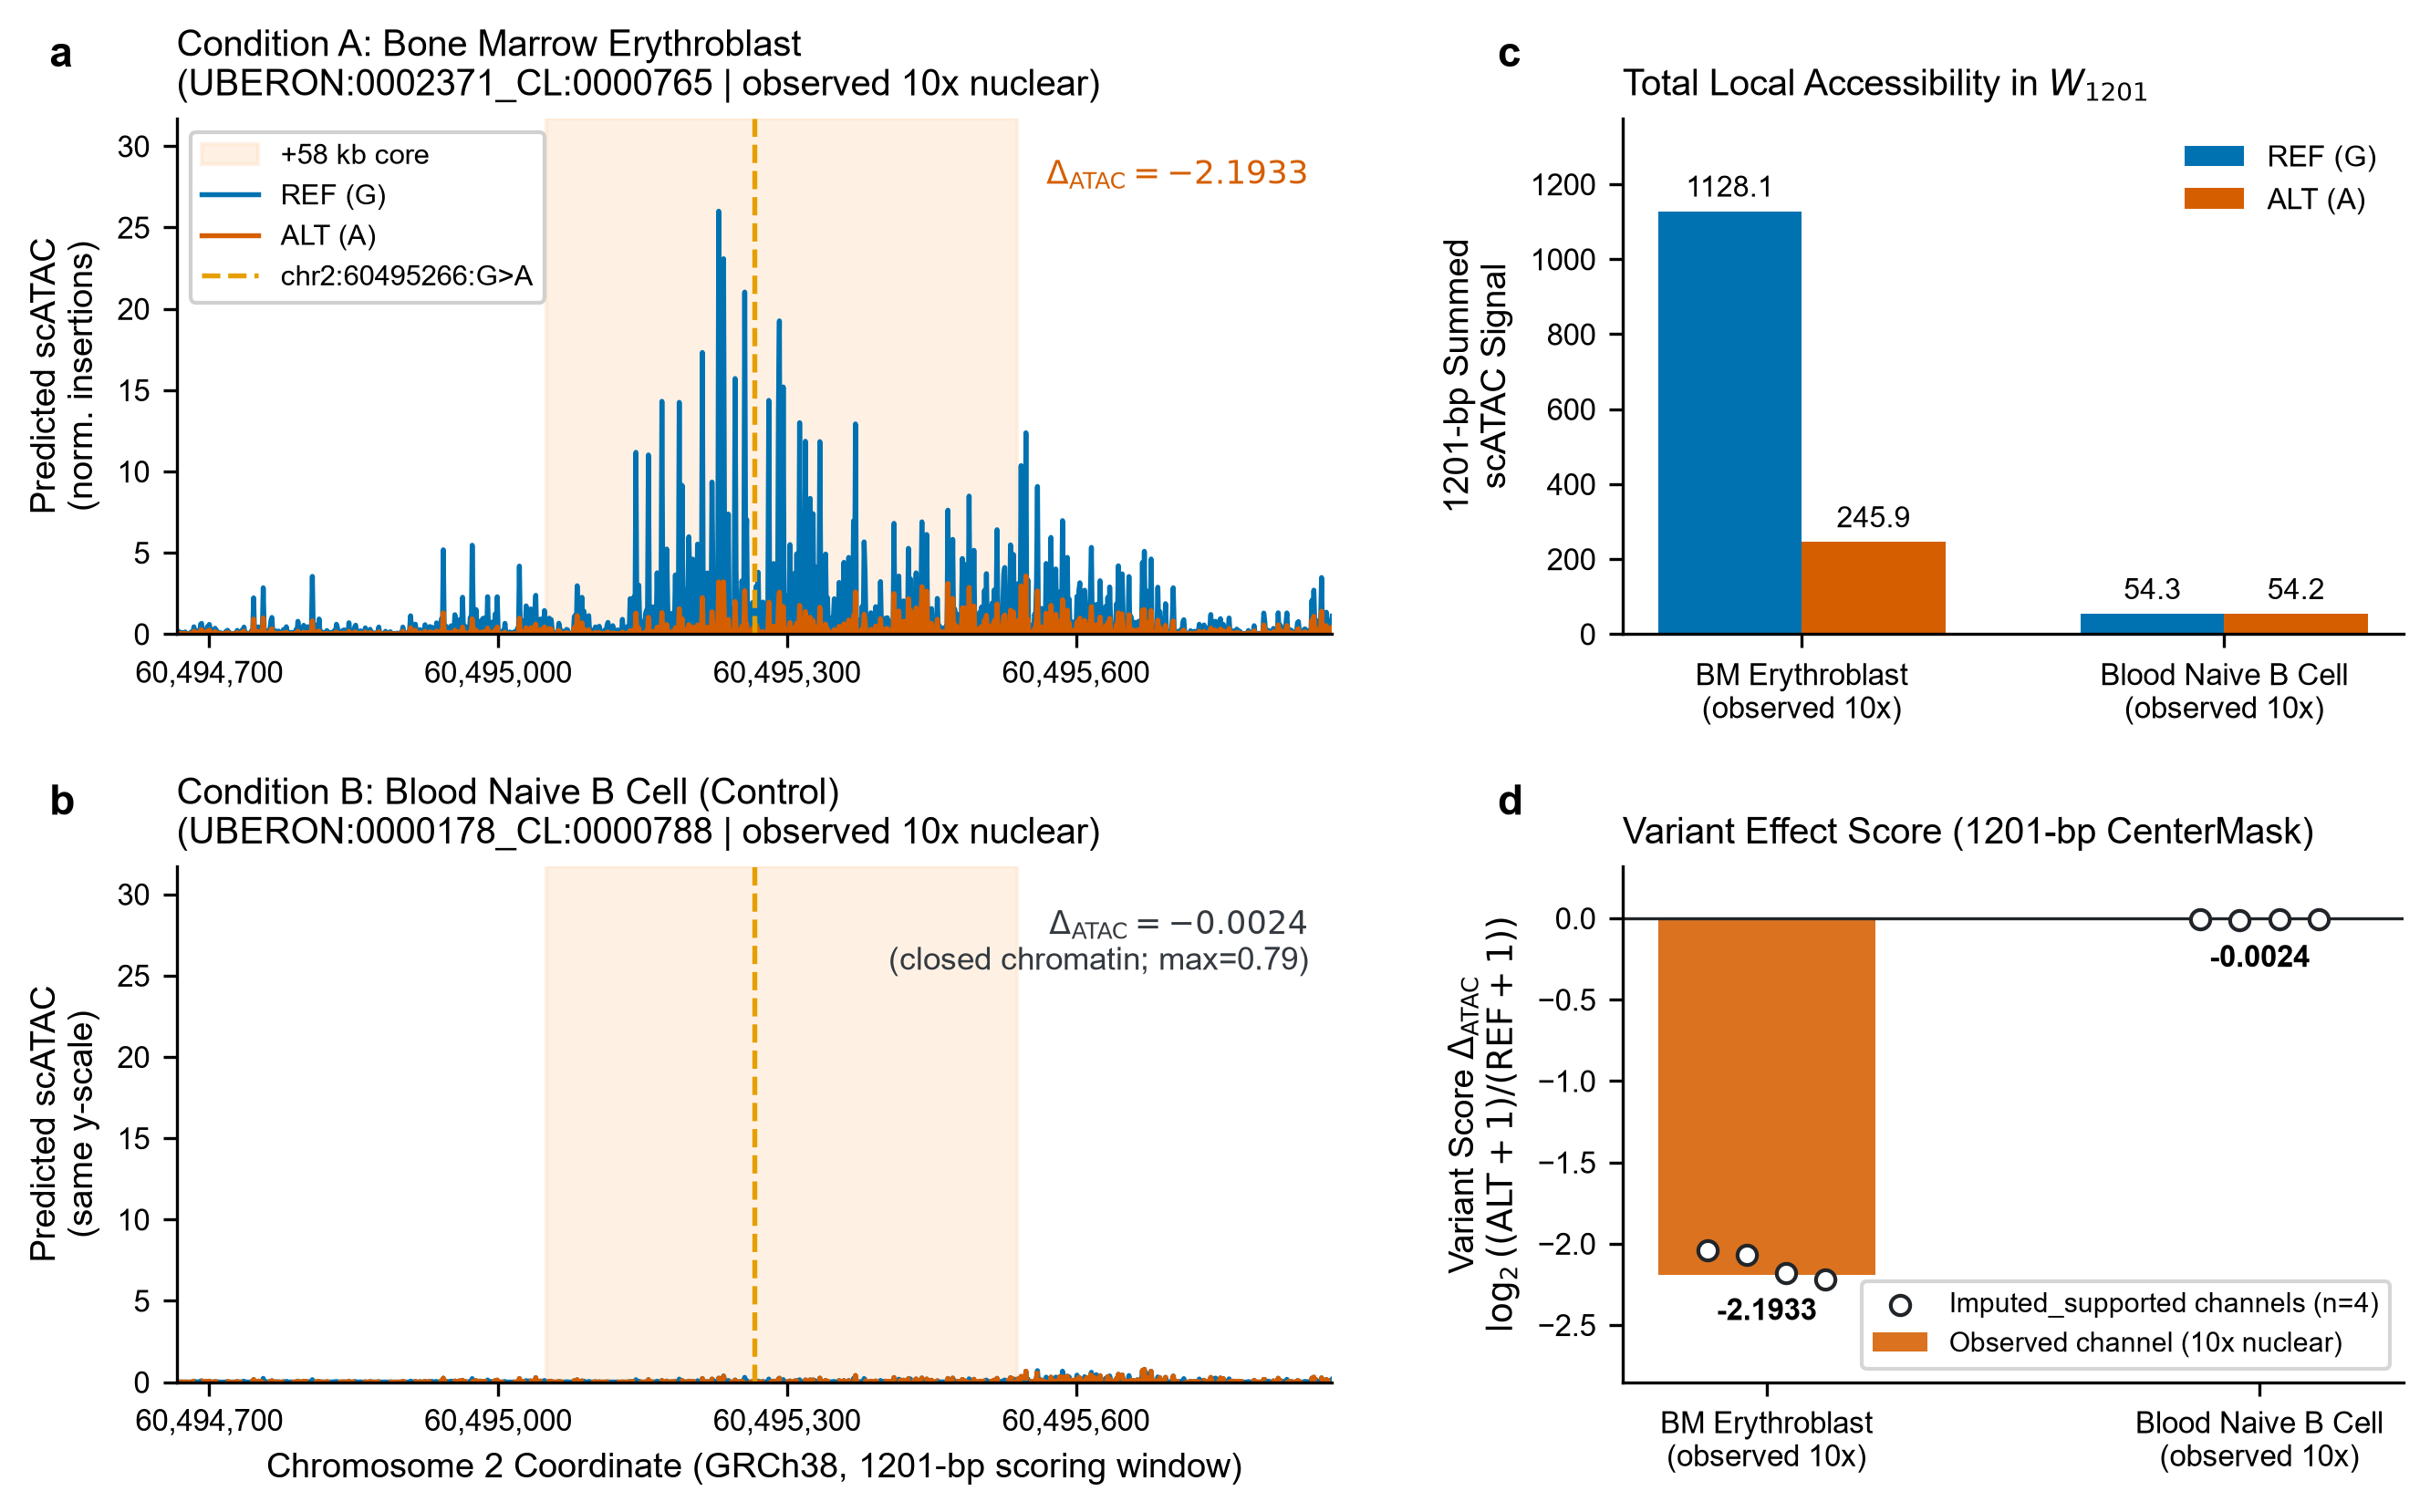 a
Condition A: Bone Marrow Erythroblast
(UBERON:0002371_CL:0000765 | observed 10x nuclear)
Predicted scATAC
(norm. insertions)
30
25
20
15
10
5
0
+58 kb core
REF (G)
ALT (A)
chr2:60495266:G>A
Δ_ATAC = −2.1933
60,494,700
60,495,000
60,495,300
60,495,600
c
Total Local Accessibility in W_1201
1201-bp Summed
scATAC Signal
1200
1000
800
600
400
200
0
REF (G)
ALT (A)
1128.1
245.9
54.3
54.2
BM Erythroblast
(observed 10x)
Blood Naive B Cell
(observed 10x)
b
Condition B: Blood Naive B Cell (Control)
(UBERON:0000178_CL:0000788 | observed 10x nuclear)
Predicted scATAC
(same y-scale)
30
25
20
15
10
5
0
Δ_ATAC = −0.0024
(closed chromatin; max=0.79)
60,494,700
60,495,000
60,495,300
60,495,600
Chromosome 2 Coordinate (GRCh38, 1201-bp scoring window)
d
Variant Effect Score (1201-bp CenterMask)
Variant Score Δ_ATAC
log₂ ((ALT + 1)/(REF + 1))
0.0
−0.5
−1.0
−1.5
−2.0
−2.5
-0.0024
-2.1933
Imputed_supported channels (n=4)
Observed channel (10x nuclear)
BM Erythroblast
(observed 10x)
Blood Naive B Cell
(observed 10x)